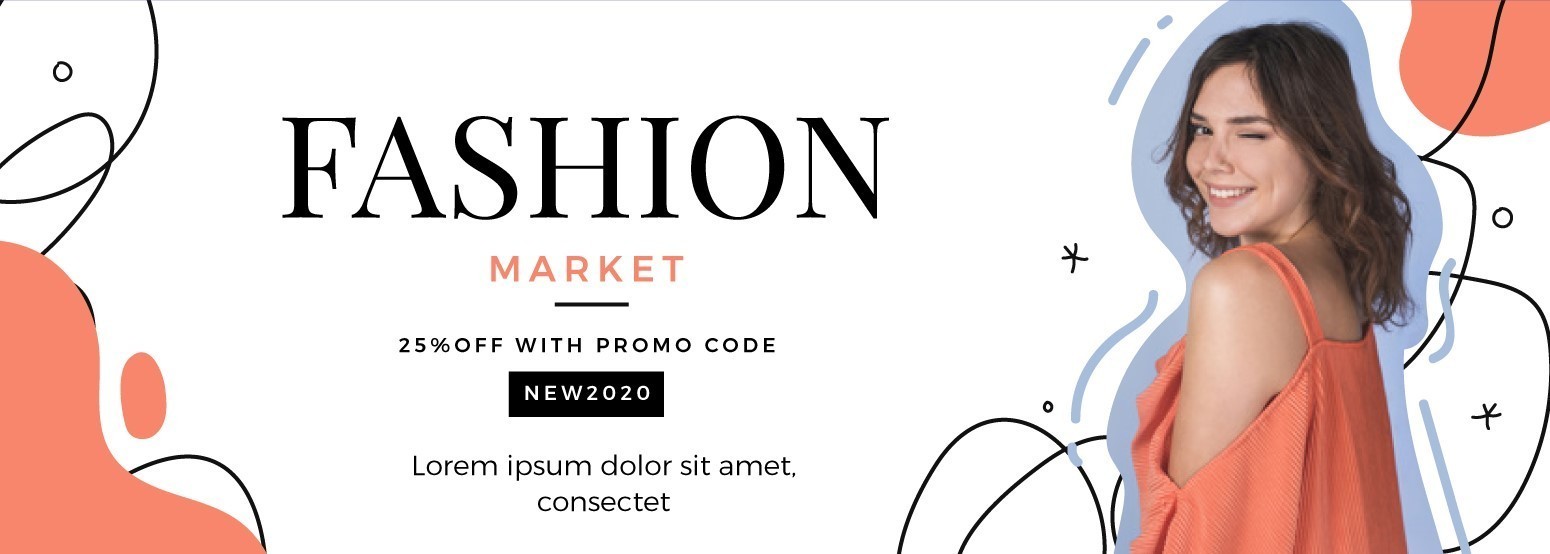 FASHION
MARKET
25%OFF WITH PROMO CODE
NEW2020
Lorem ipsum dolor sit amet,
consectet